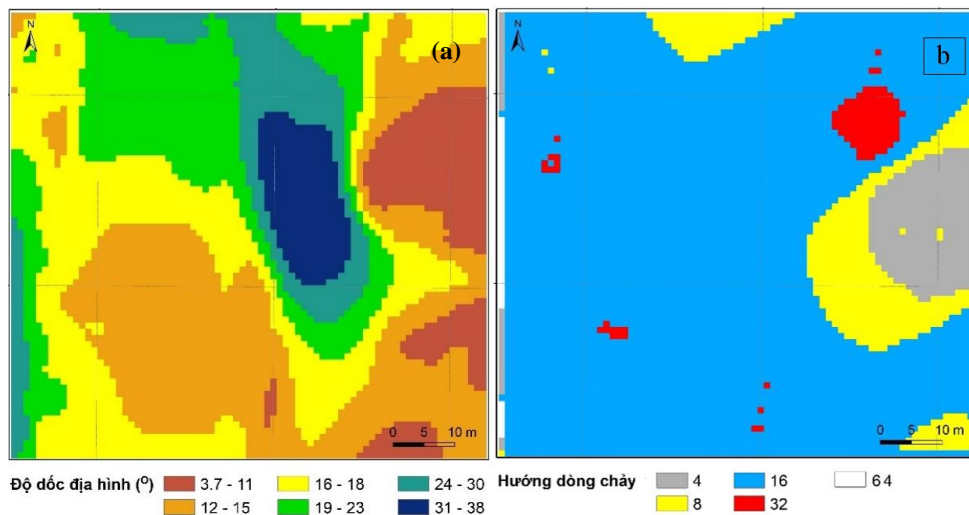 N
(a)
0 5 10 m
N
b
0 5 10 m
Độ dốc địa hình (O)
3.7 - 11
16 - 18
24 - 30
12 - 15
19 - 23
31 - 38
Hướng dòng chảy
4
16
64
8
32